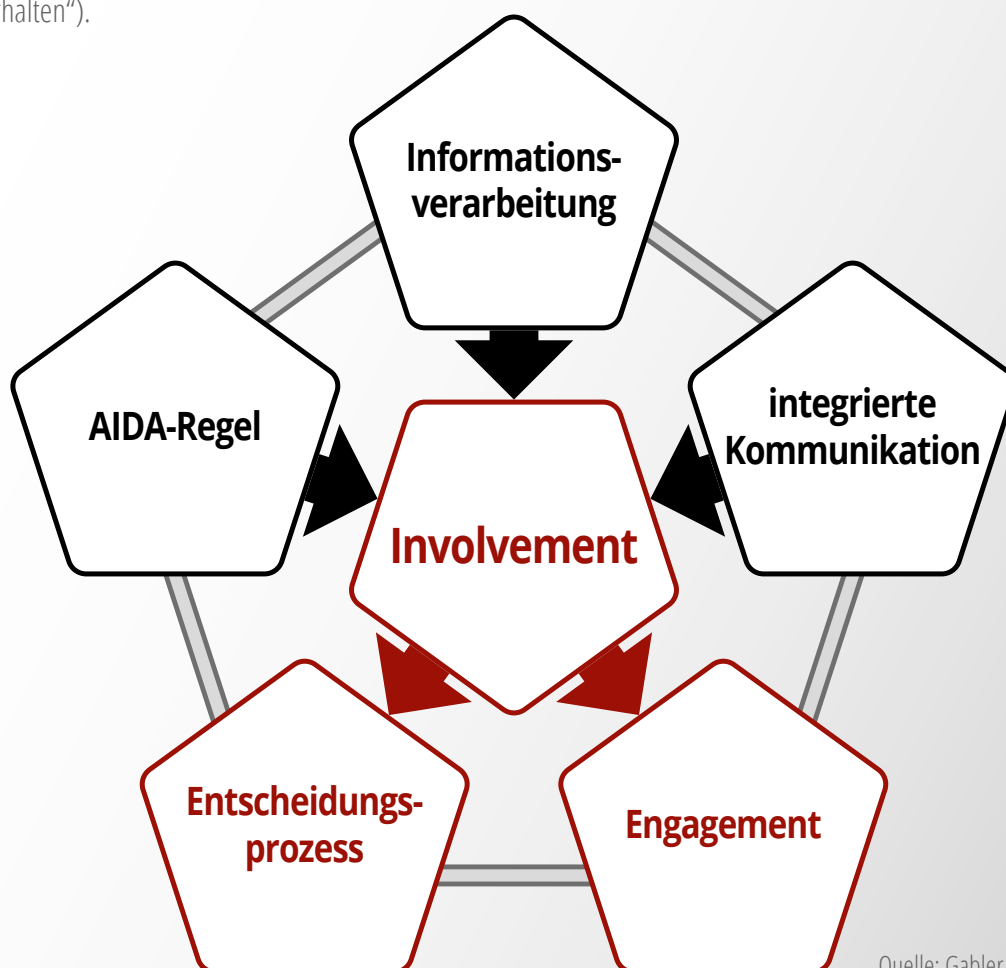 halten“).
Informations-
verarbeitung
AIDA-Regel
integrierte
Kommunikation
Involvement
Entscheidungs-
prozess
Engagement
Quelle: Gabler